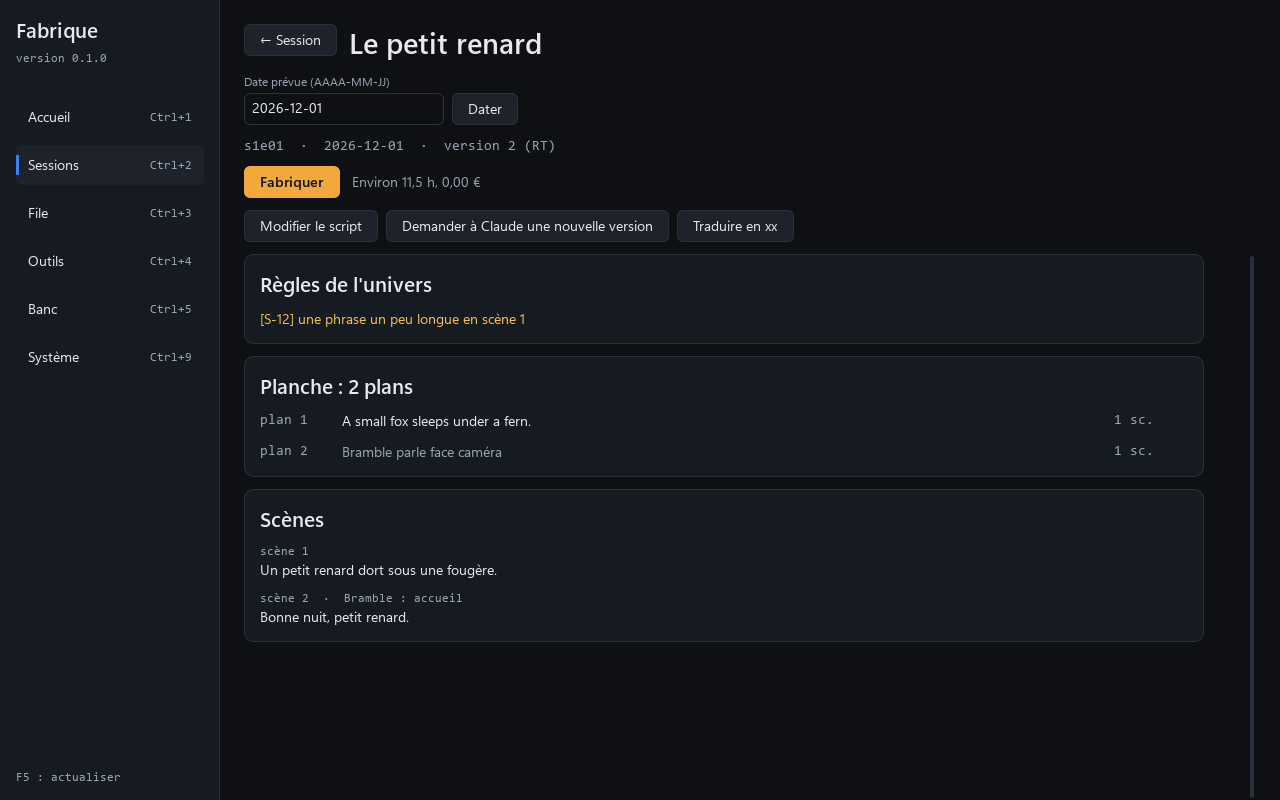 Fabrique
version 0.1.0
Accueil Ctrl+1
Sessions Ctrl+2
File Ctrl+3
Outils Ctrl+4
Banc Ctrl+5
Système Ctrl+9
F5 : actualiser
← Session Le petit renard
Date prévue (AAAA-MM-JJ)
2026-12-01 Dater
s1e01 · 2026-12-01 · version 2 (RT)
Fabriquer Environ 11,5 h, 0,00 €
Modifier le script Demander à Claude une nouvelle version Traduire en xx
Règles de l'univers
[S-12] une phrase un peu longue en scène 1
Planche : 2 plans
plan 1 A small fox sleeps under a fern. 1 sc.
plan 2 Bramble parle face caméra 1 sc.
Scènes
scène 1
Un petit renard dort sous une fougère.
scène 2 · Bramble : accueil
Bonne nuit, petit renard.